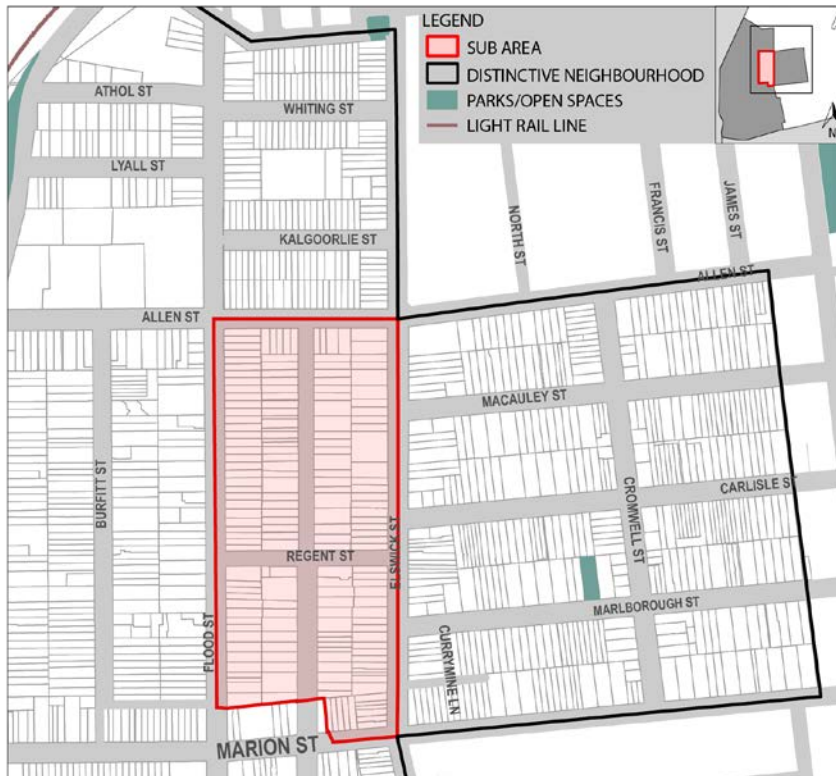 LEGEND
SUB AREA
DISTINCTIVE NEIGHBOURHOOD
PARKS/OPEN SPACES
LIGHT RAIL LINE
N
ATHOL ST
WHITING ST
LYALL ST
KALGOORLIE ST
NORTH ST
FRANCIS ST
JAMES ST
ALLEN ST
ALLEN ST
MACAULEY ST
BURFITT ST
CROMWELL ST
CARLISLE ST
REGENT ST
ELSWICK ST
MARLBOROUGH ST
FLOOD ST
CURRYMINE LN
MARION ST